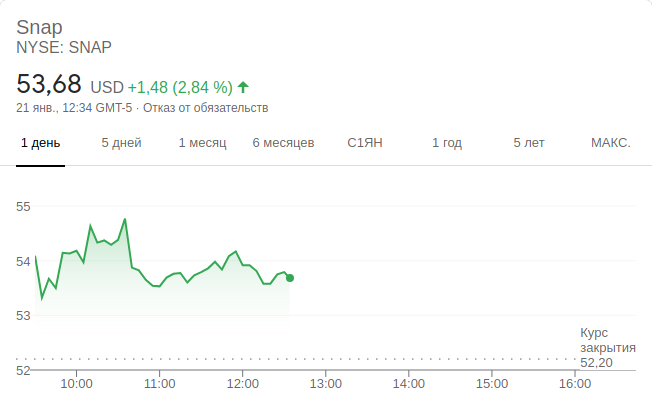 Snap
NYSE: SNAP
53,68 USD +1,48 (2,84 %)
21 янв., 12:34 GMT-5 · Отказ от обязательств
1 день 5 дней 1 месяц 6 месяцев С1ЯН 1 год 5 лет МАКС.
55
54
53
52
Курс
закрытия
52,20
10:00 11:00 12:00 13:00 14:00 15:00 16:00